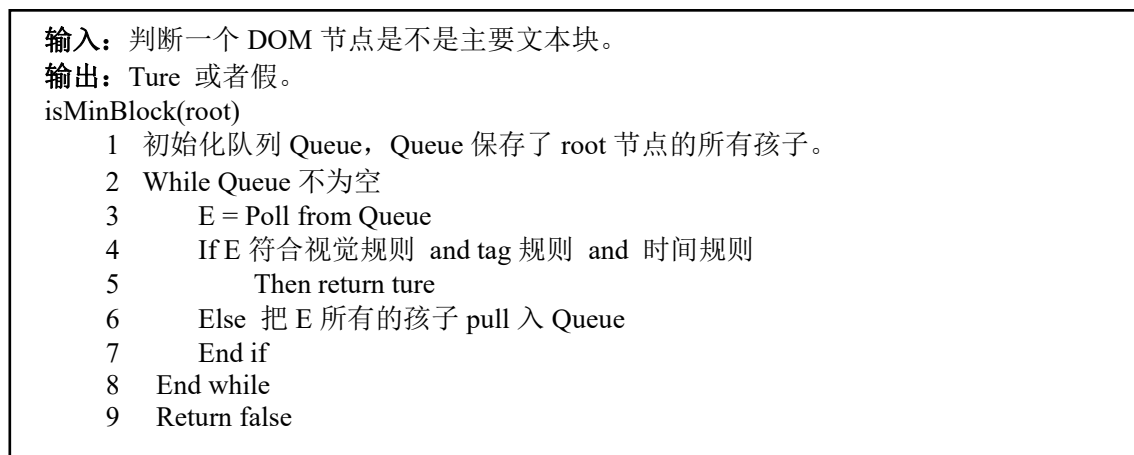 输入：判断一个 DOM 节点是不是主要文本块。
输出：Ture 或者假。
isMinBlock(root)
1 初始化队列 Queue，Queue 保存了 root 节点的所有孩子。
2 While Queue 不为空
3 E = Poll from Queue
4 If E 符合视觉规则 and tag 规则 and 时间规则
5 Then return ture
6 Else 把 E 所有的孩子 pull 入 Queue
7 End if
8 End while
9 Return false